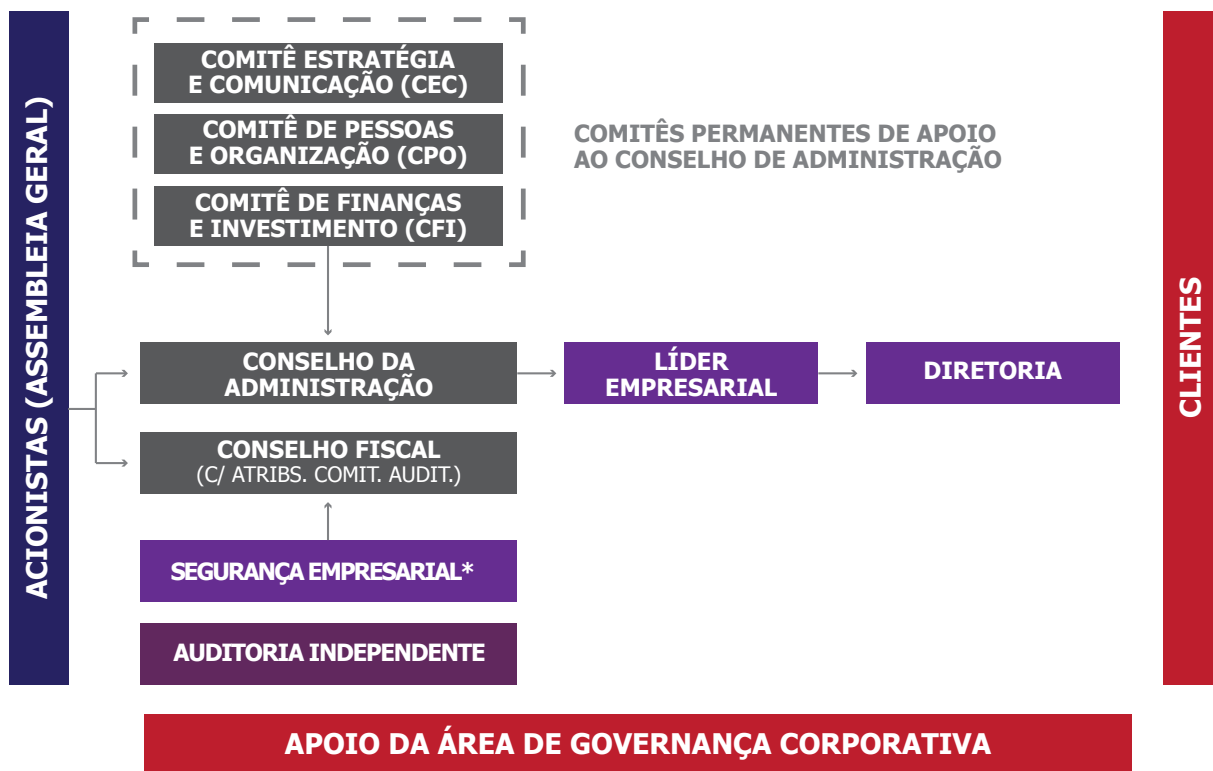 ACIONISTAS (ASSEMBLEIA GERAL)
COMITÊ ESTRATÉGIA
E COMUNICAÇÃO (CEC)
COMITÊ DE PESSOAS
E ORGANIZAÇÃO (CPO)
COMITÊ DE FINANÇAS
E INVESTIMENTO (CFI)
COMITÊS PERMANENTES DE APOIO
AO CONSELHO DE ADMINISTRAÇÃO
CONSELHO DA
ADMINISTRAÇÃO
LÍDER
EMPRESARIAL
DIRETORIA
CONSELHO FISCAL
(C/ ATRIBS. COMIT. AUDIT.)
SEGURANÇA EMPRESARIAL*
AUDITORIA INDEPENDENTE
CLIENTES
APOIO DA ÁREA DE GOVERNANÇA CORPORATIVA